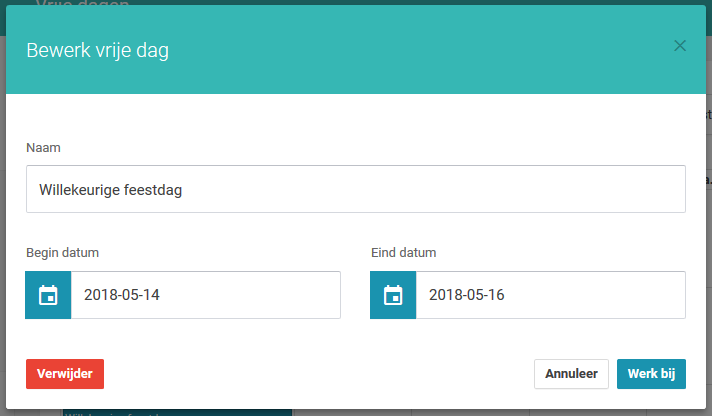 Vrije dagen
Bewerk vrije dag
Naam
Willekeurige feestdag
Begin datum
Eind datum
2018-05-14
2018-05-16
Verwijder
Annuleer
Werk bij